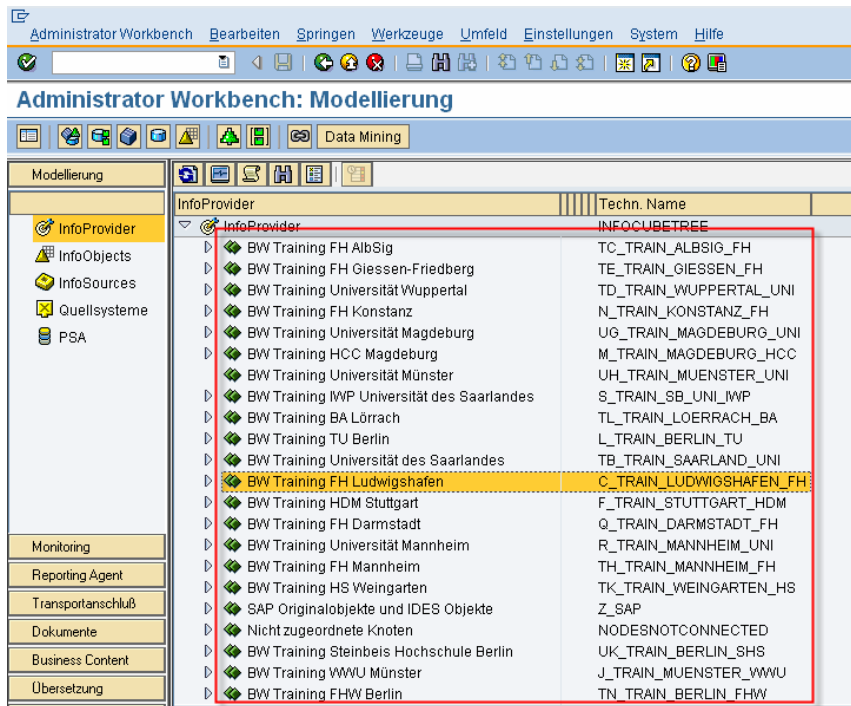 Administrator Workbench Bearbeiten Springen Werkzeuge Umfeld Einstellungen System Hilfe
Administrator Workbench: Modellierung
Data Mining
Modellierung
InfoProvider
InfoObjects
InfoSources
Quellsysteme
PSA
Monitoring
Reporting Agent
Transportanschluß
Dokumente
Business Content
Übersetzung
InfoProvider Techn. Name
InfoProvider INFOCUBETREE
BW Training FH AlbSig TC_TRAIN_ALBSIG_FH
BW Training FH Giessen-Friedberg TE_TRAIN_GIESSEN_FH
BW Training Universität Wuppertal TD_TRAIN_WUPPERTAL_UNI
BW Training FH Konstanz N_TRAIN_KONSTANZ_FH
BW Training Universität Magdeburg UG_TRAIN_MAGDEBURG_UNI
BW Training HCC Magdeburg M_TRAIN_MAGDEBURG_HCC
BW Training Universität Münster UH_TRAIN_MUENSTER_UNI
BW Training IWP Universität des Saarlandes S_TRAIN_SB_UNI_IWP
BW Training BA Lörrach TL_TRAIN_LOERRACH_BA
BW Training TU Berlin L_TRAIN_BERLIN_TU
BW Training Universität des Saarlandes TB_TRAIN_SAARLAND_UNI
BW Training FH Ludwigshafen C_TRAIN_LUDWIGSHAFEN_FH
BW Training HDM Stuttgart F_TRAIN_STUTTGART_HDM
BW Training FH Darmstadt Q_TRAIN_DARMSTADT_FH
BW Training Universität Mannheim R_TRAIN_MANNHEIM_UNI
BW Training FH Mannheim TH_TRAIN_MANNHEIM_FH
BW Training HS Weingarten TK_TRAIN_WEINGARTEN_HS
SAP Originalobjekte und IDES Objekte Z_SAP
Nicht zugeordnete Knoten NODESNOTCONNECTED
BW Training Steinbeis Hochschule Berlin UK_TRAIN_BERLIN_SHS
BW Training WWU Münster J_TRAIN_MUENSTER_WWU
BW Training FHW Berlin TN_TRAIN_BERLIN_FHW